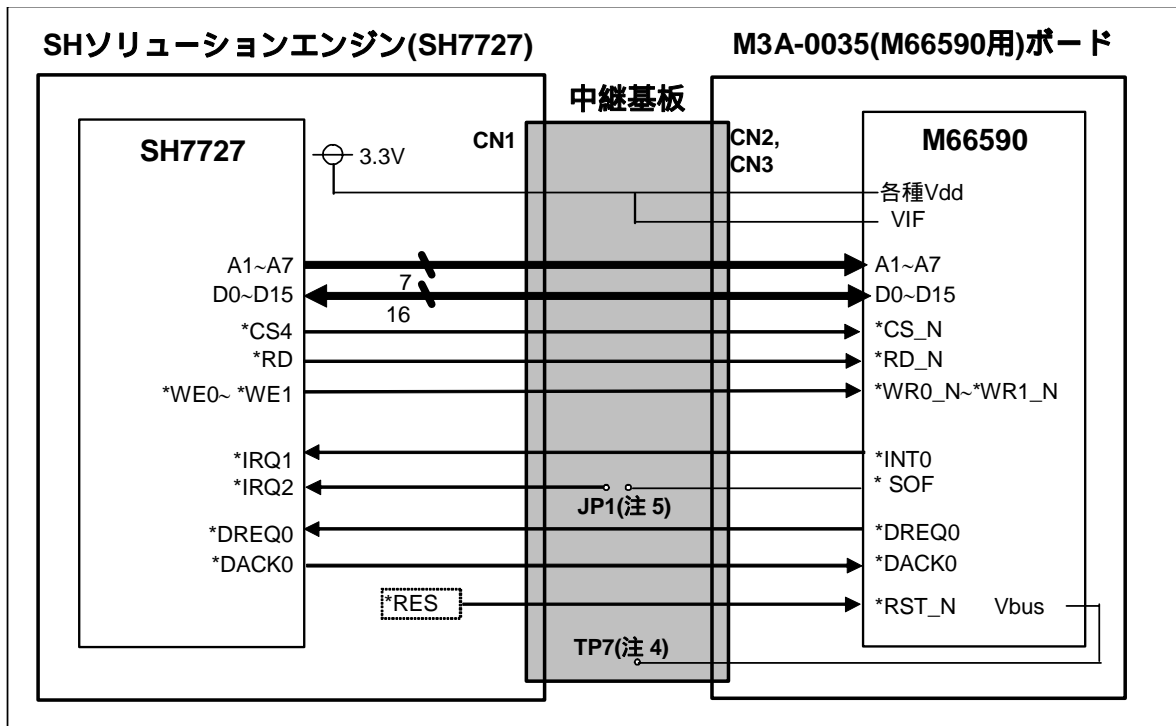 SHソリューションエンジン(SH7727)
M3A-0035(M66590用)ボード
中継基板
CN1
CN2,
CN3
SH7727
M66590
3.3V
各種Vdd
VIF
A1~A7
7
A1~A7
D0~D15
16
D0~D15
*CS4
*CS_N
*RD
*RD_N
*WE0~ *WE1
*WR0_N~*WR1_N
*IRQ1
*INT0
*IRQ2
JP1(注 5)
* SOF
*DREQ0
*DREQ0
*DACK0
*DACK0
*RES
*RST_N
Vbus
TP7(注 4)